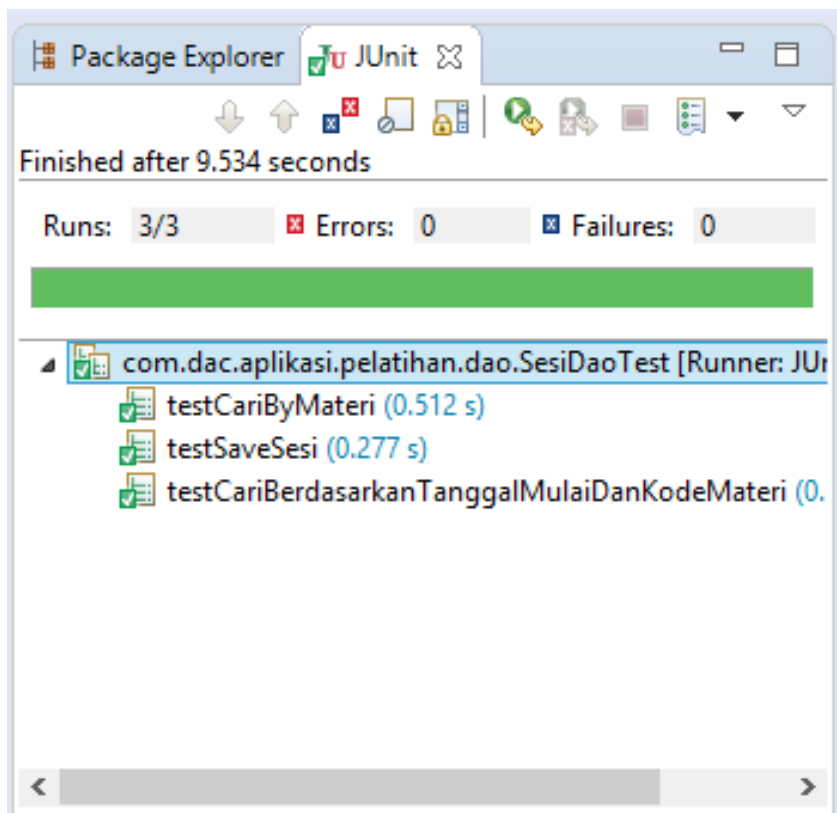 Package Explorer JUnit
Finished after 9.534 seconds
Runs: 3/3 Errors: 0 Failures: 0
com.dac.aplikasi.pelatihan.dao.SesiDaoTest [Runner: JU
testCariByMateri (0.512 s)
testSaveSesi (0.277 s)
testCariBerdasarkanTanggalMulaiDanKodeMateri (0.